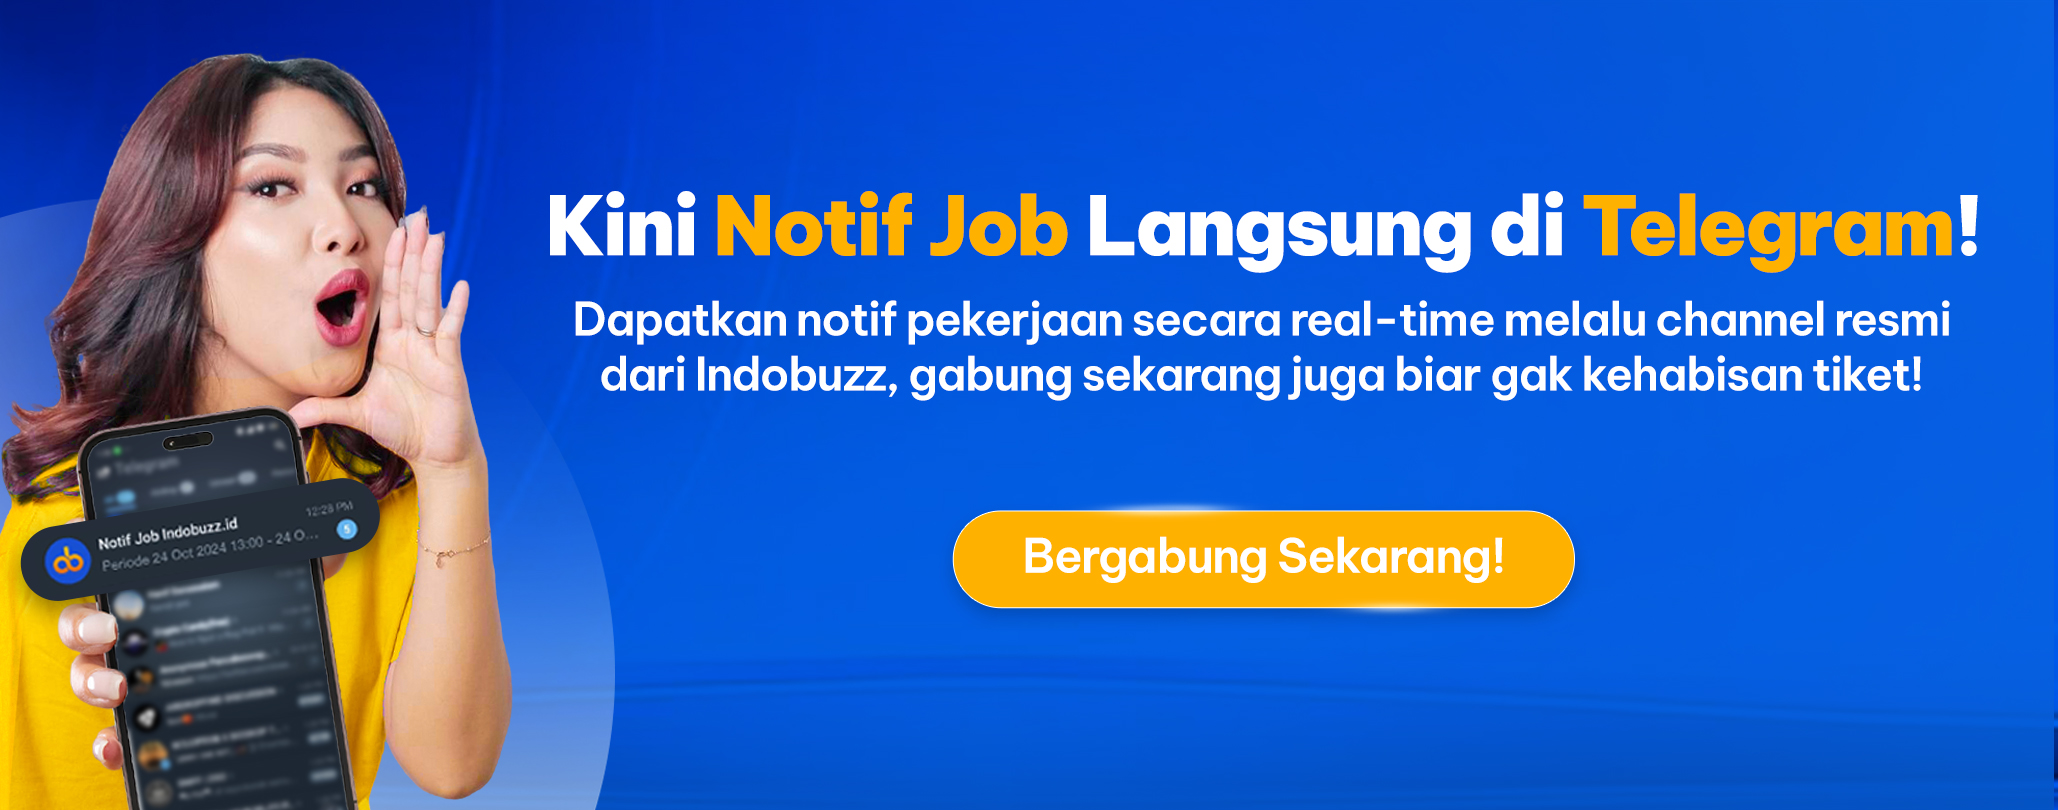 Kini Notif Job Langsung di Telegram!
Dapatkan notif pekerjaan secara real-time melalu channel resmi
dari Indobuzz, gabung sekarang juga biar gak kehabisan tiket!
Bergabung Sekarang!
Telegram
Notif Job Indobuzz.id
12:28 PM
Periode 24 Oct 2024 13:00 - 24 O...
5